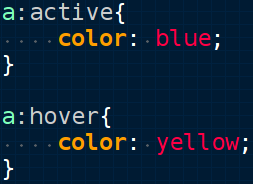 a:active{
    color: blue;
}

a:hover{
    color: yellow;
}